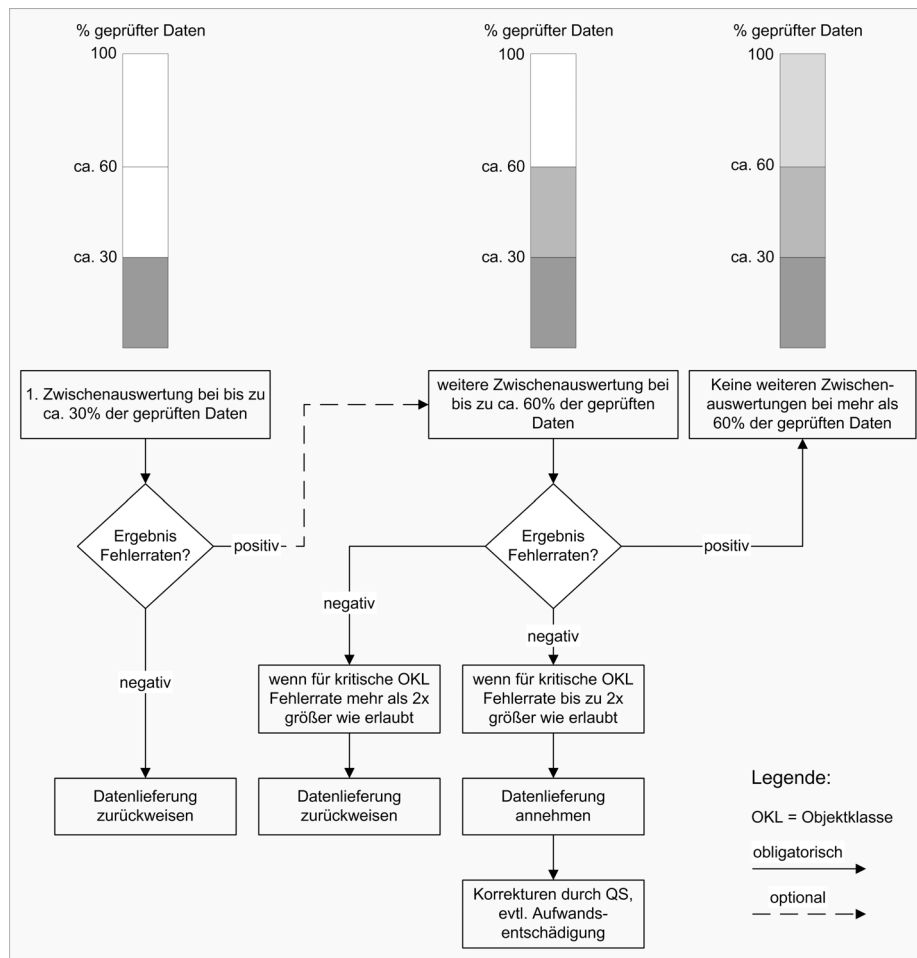 % geprüfter Daten
100
ca. 60
ca. 30
% geprüfter Daten
100
ca. 60
ca. 30
% geprüfter Daten
100
ca. 60
ca. 30
1. Zwischenauswertung bei bis zu
ca. 30% der geprüften Daten
weitere Zwischenauswertung bei
bis zu ca. 60% der geprüften
Daten
Keine weiteren Zwischen-
auswertungen bei mehr als
60% der geprüften Daten
Ergebnis
Fehlerraten?
positiv
negativ
Ergebnis
Fehlerraten?
positiv
negativ
negativ
wenn für kritische OKL
Fehlerrate mehr als 2x
größer wie erlaubt
wenn für kritische OKL
Fehlerrate bis zu 2x
größer wie erlaubt
Datenlieferung
zurückweisen
Datenlieferung
zurückweisen
Datenlieferung
annehmen
Korrekturen durch QS,
evtl. Aufwands-
entschädigung
Legende:
OKL = Objektklasse
obligatorisch
optional